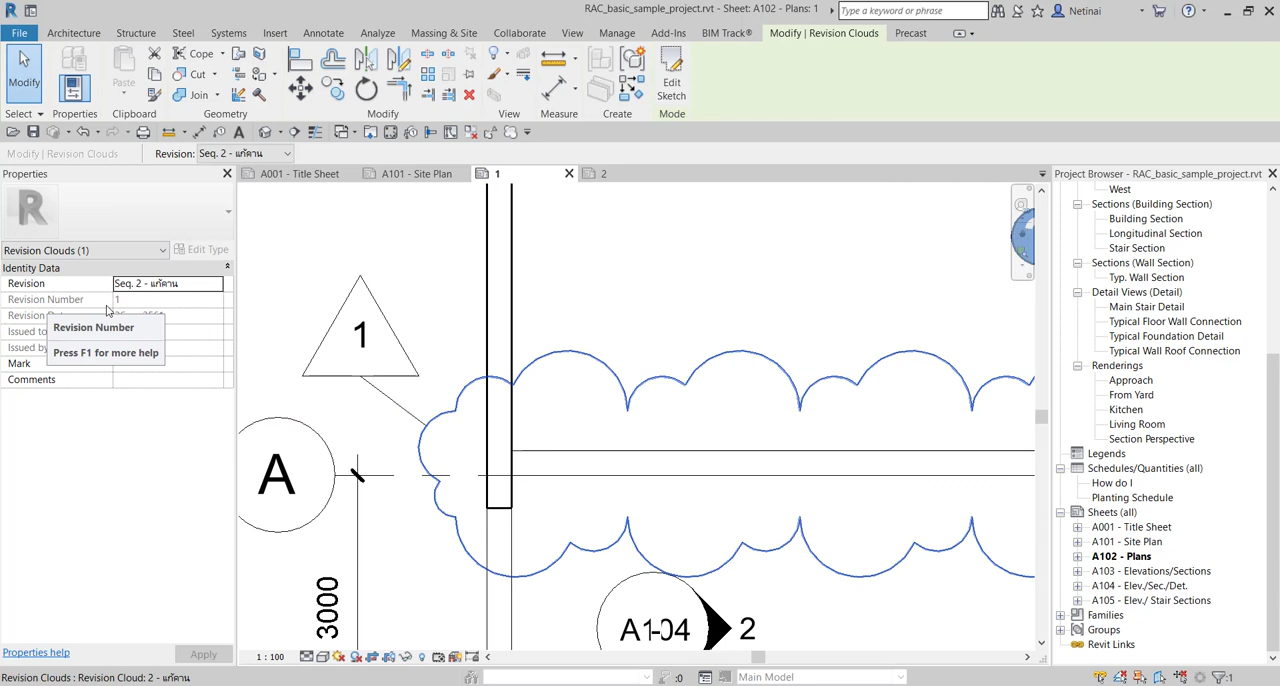 RAC_basic_sample_project.rvt - Sheet: A102 - Plans: 1
Type a keyword or phrase
Netinai
File Architecture Structure Steel Systems Insert Annotate Analyze Massing & Site Collaborate View Manage Add-Ins BIM Track® Modify | Revision Clouds Precast
Modify
Paste
Cope
Cut
Join
Edit
Sketch
Select Properties Clipboard Geometry Modify View Measure Create Mode
Modify | Revision Clouds
Revision: Seq. 2 - แก้คาน
Properties
A001 - Title Sheet
A101 - Site Plan
1
2
Project Browser - RAC_basic_sample_project.rvt
R
Revision Clouds (1)
Edit Type
Identity Data
Revision Seq. 2 - แก้คาน
Revision Number 1
Issued to
Issued by
Mark
Comments
Revision Number
Press F1 for more help
Properties help
Apply
1
A
3000
A1-04
2
West
Sections (Building Section)
Building Section
Longitudinal Section
Stair Section
Sections (Wall Section)
Typ. Wall Section
Detail Views (Detail)
Main Stair Detail
Typical Floor Wall Connection
Typical Foundation Detail
Typical Wall Roof Connection
Renderings
Approach
From Yard
Kitchen
Living Room
Section Perspective
Legends
Schedules/Quantities (all)
How do I
Planting Schedule
Sheets (all)
A001 - Title Sheet
A101 - Site Plan
A102 - Plans
A103 - Elevations/Sections
A104 - Elev./Sec./Det.
A105 - Elev./ Stair Sections
Families
Groups
Revit Links
1 : 100
Revision Clouds : Revision Cloud: 2 - แก้คาน
:0
Main Model
:1